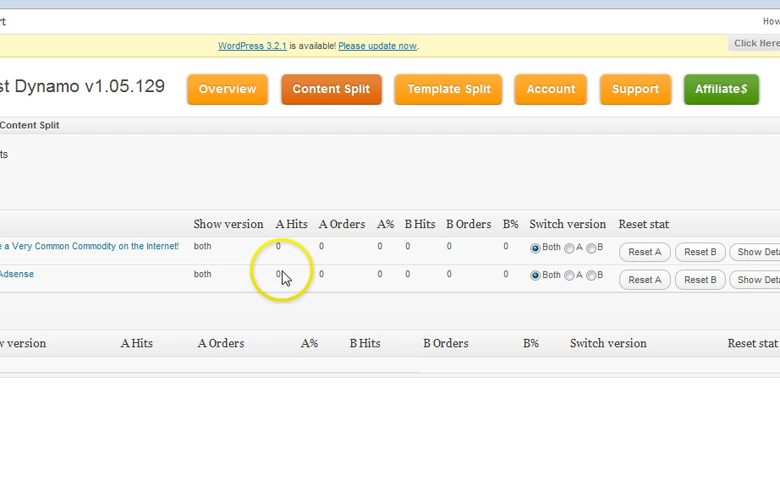 rt How
WordPress 3.2.1 is available! Please update now. Click Here
st Dynamo v1.05.129 Overview Content Split Template Split Account Support Affiliate$
Content Split
ts
Show version A Hits A Orders A% B Hits B Orders B% Switch version Reset stat
e a Very Common Commodity on the Internet! both 0 0 0 0 0 0 Both A B Reset A Reset B Show Deta
Adsense both 0 0 0 0 0 0 Both A B Reset A Reset B Show Deta
w version A Hits A Orders A% B Hits B Orders B% Switch version Reset stat